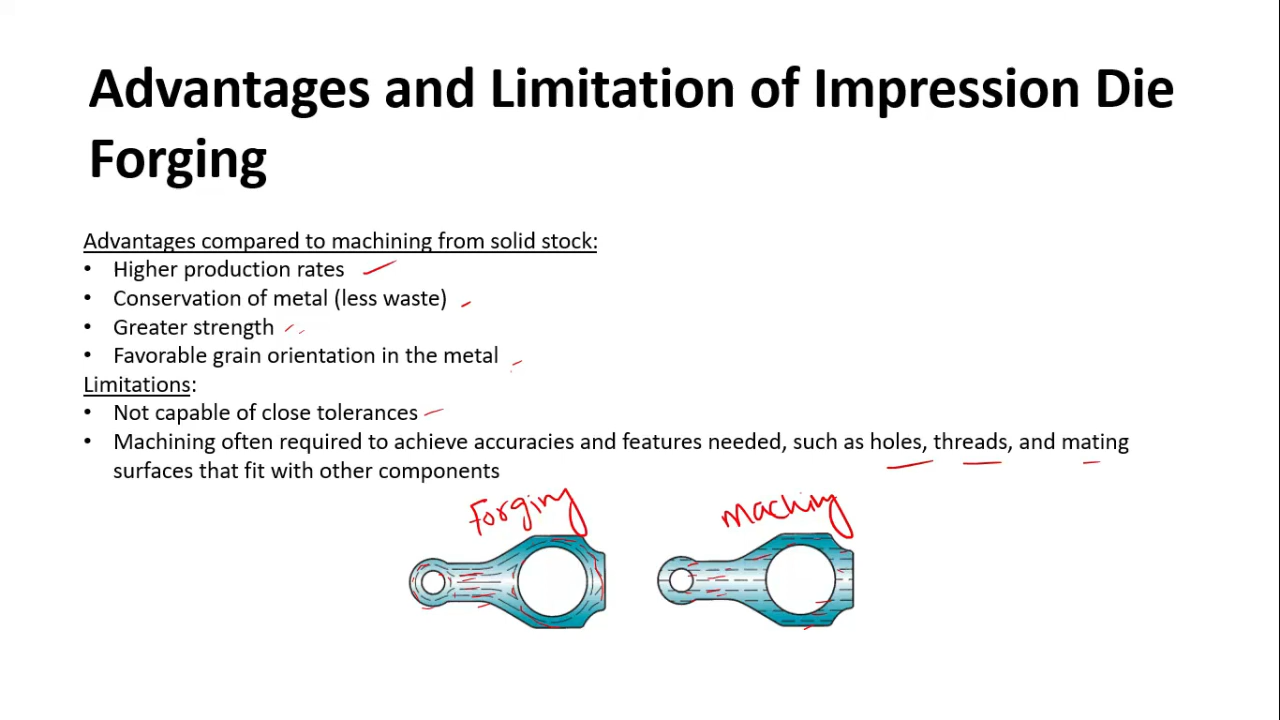 Advantages and Limitation of Impression Die
Forging
Advantages compared to machining from solid stock:
• Higher production rates
• Conservation of metal (less waste)
• Greater strength
• Favorable grain orientation in the metal
Limitations:
• Not capable of close tolerances
• Machining often required to achieve accuracies and features needed, such as holes, threads, and mating
surfaces that fit with other components
Forging
Maching